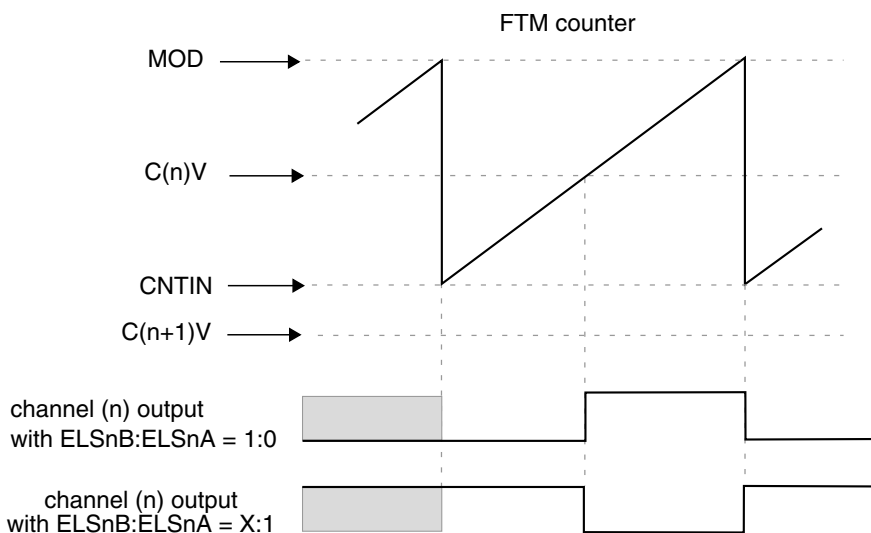 FTM counter
MOD
C(n)V
CNTIN
C(n+1)V
channel (n) output
with ELSnB:ELSnA = 1:0
channel (n) output
with ELSnB:ELSnA = X:1